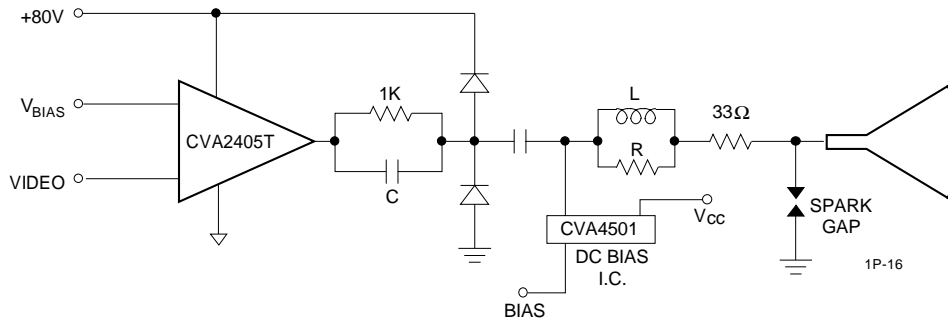 +80V
V_BIAS
VIDEO
CVA2405T
1K
C
L
R
33Ω
CVA4501
V_CC
DC BIAS
I.C.
BIAS
SPARK
GAP
1P-16